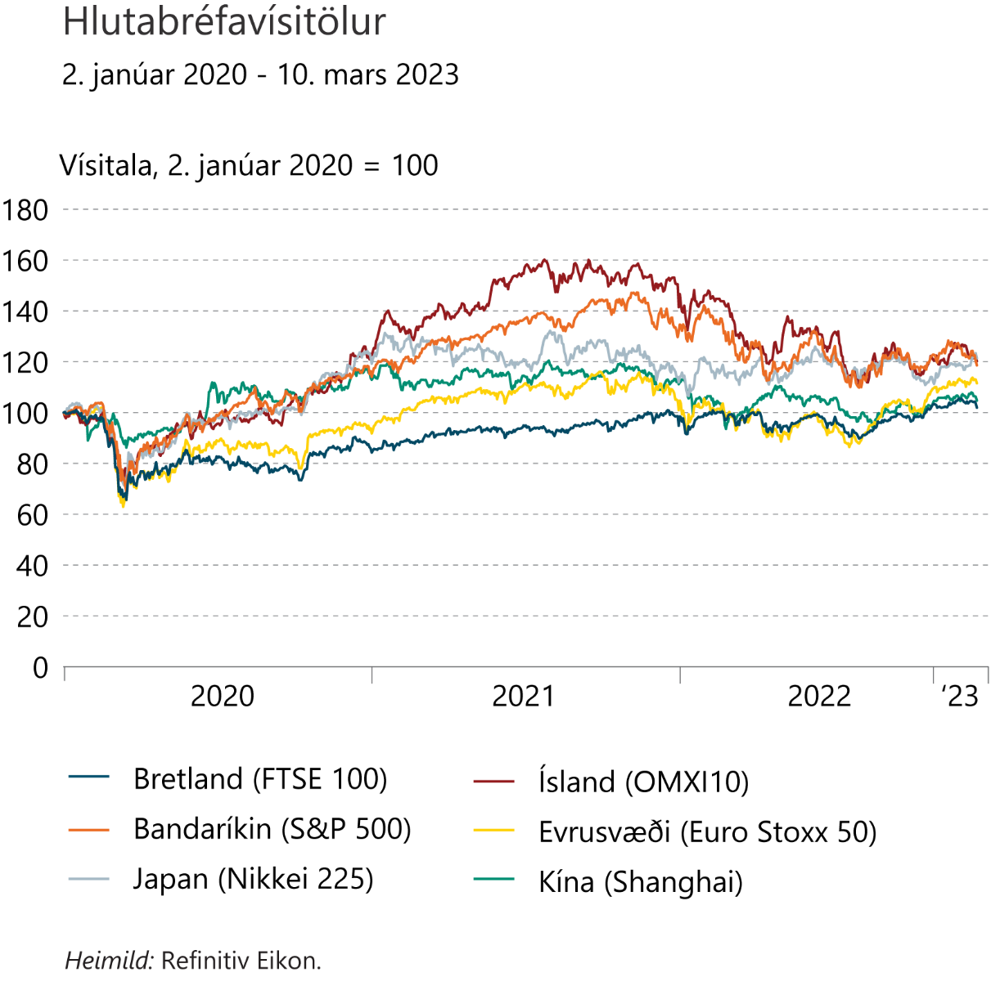 Hlutabréfavísitölur
2. janúar 2020 - 10. mars 2023
Vísitala, 2. janúar 2020 = 100
180
160
140
120
100
80
60
40
20
0
2020 2021 2022 ‘23
Bretland (FTSE 100)
Bandaríkin (S&P 500)
Japan (Nikkei 225)
Ísland (OMXI10)
Evrusvæði (Euro Stoxx 50)
Kína (Shanghai)
Heimild: Refinitiv Eikon.